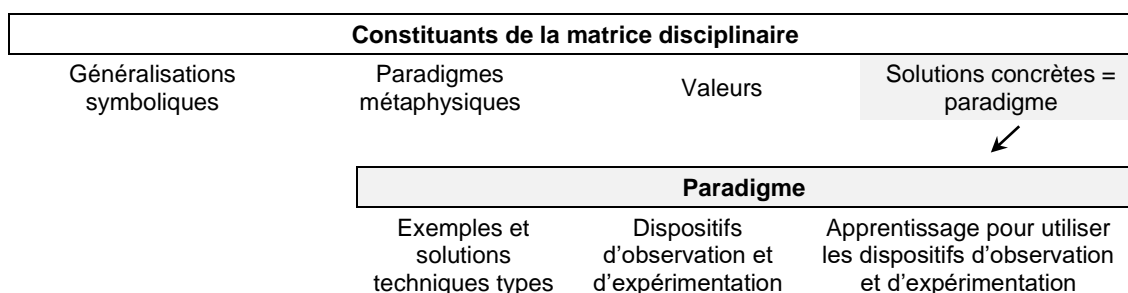 Constituants de la matrice disciplinaire
Généralisations
symboliques
Paradigmes
métaphysiques
Valeurs
Solutions concrètes =
paradigme
Paradigme
Exemples et
solutions
techniques types
Dispositifs
d'observation et
d'expérimentation
Apprentissage pour utiliser
les dispositifs d'observation
et d'expérimentation